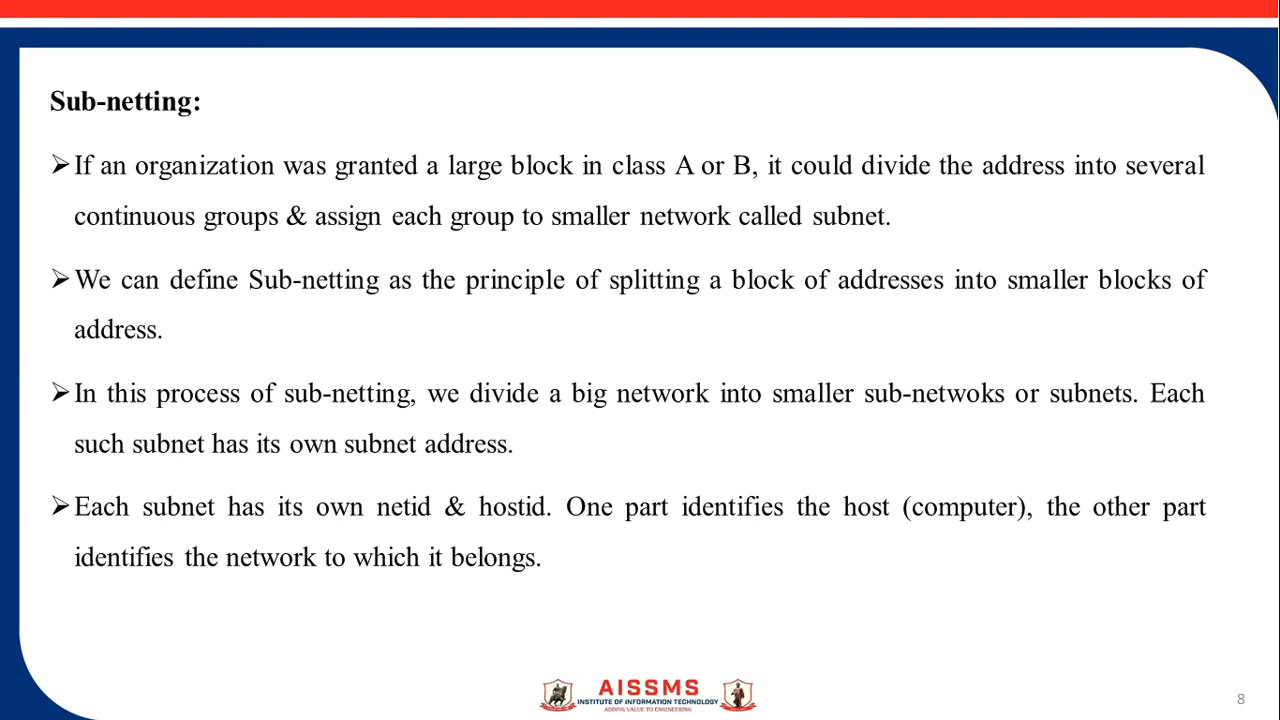 Sub-netting:
➢If an organization was granted a large block in class A or B, it could divide the address into several
continuous groups & assign each group to smaller network called subnet.
➢We can define Sub-netting as the principle of splitting a block of addresses into smaller blocks of
address.
➢In this process of sub-netting, we divide a big network into smaller sub-netwoks or subnets. Each
such subnet has its own subnet address.
➢Each subnet has its own netid & hostid. One part identifies the host (computer), the other part
identifies the network to which it belongs.
AISSMS
INSTITUTE OF INFORMATION TECHNOLOGY
ADDING VALUE TO ENGINEERING
8